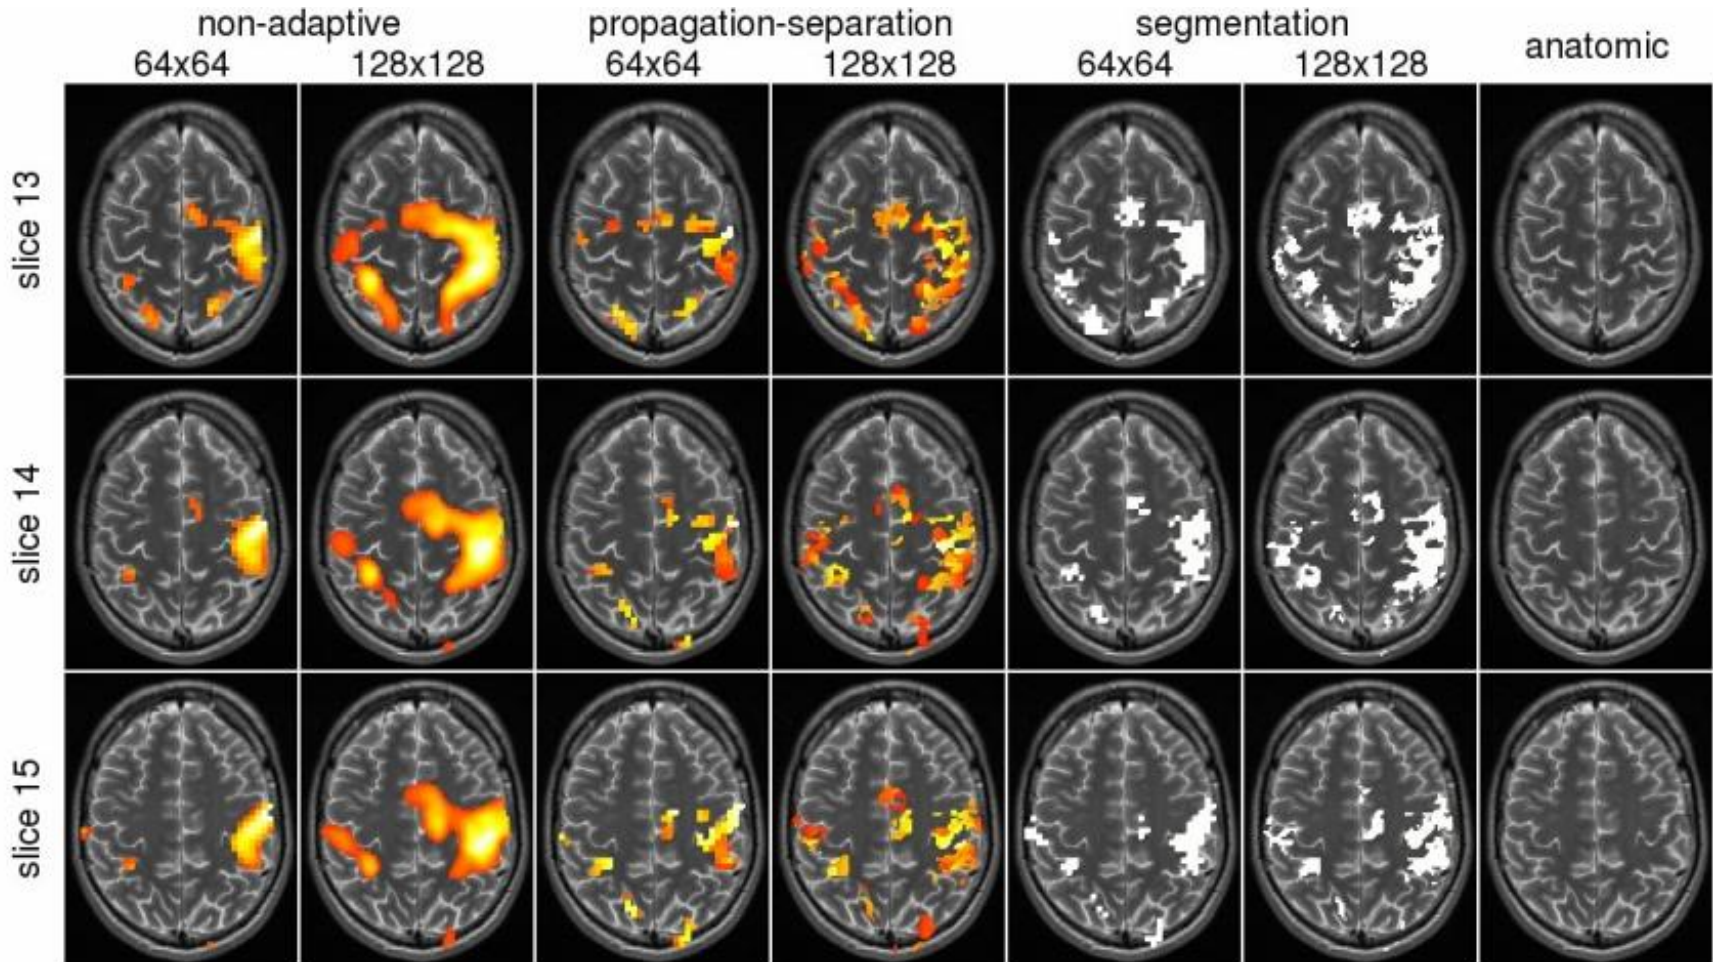 non-adaptive propagation-separation segmentation
64x64 128x128 64x64 128x128 64x64 128x128 anatomic
slice 13
slice 14
slice 15